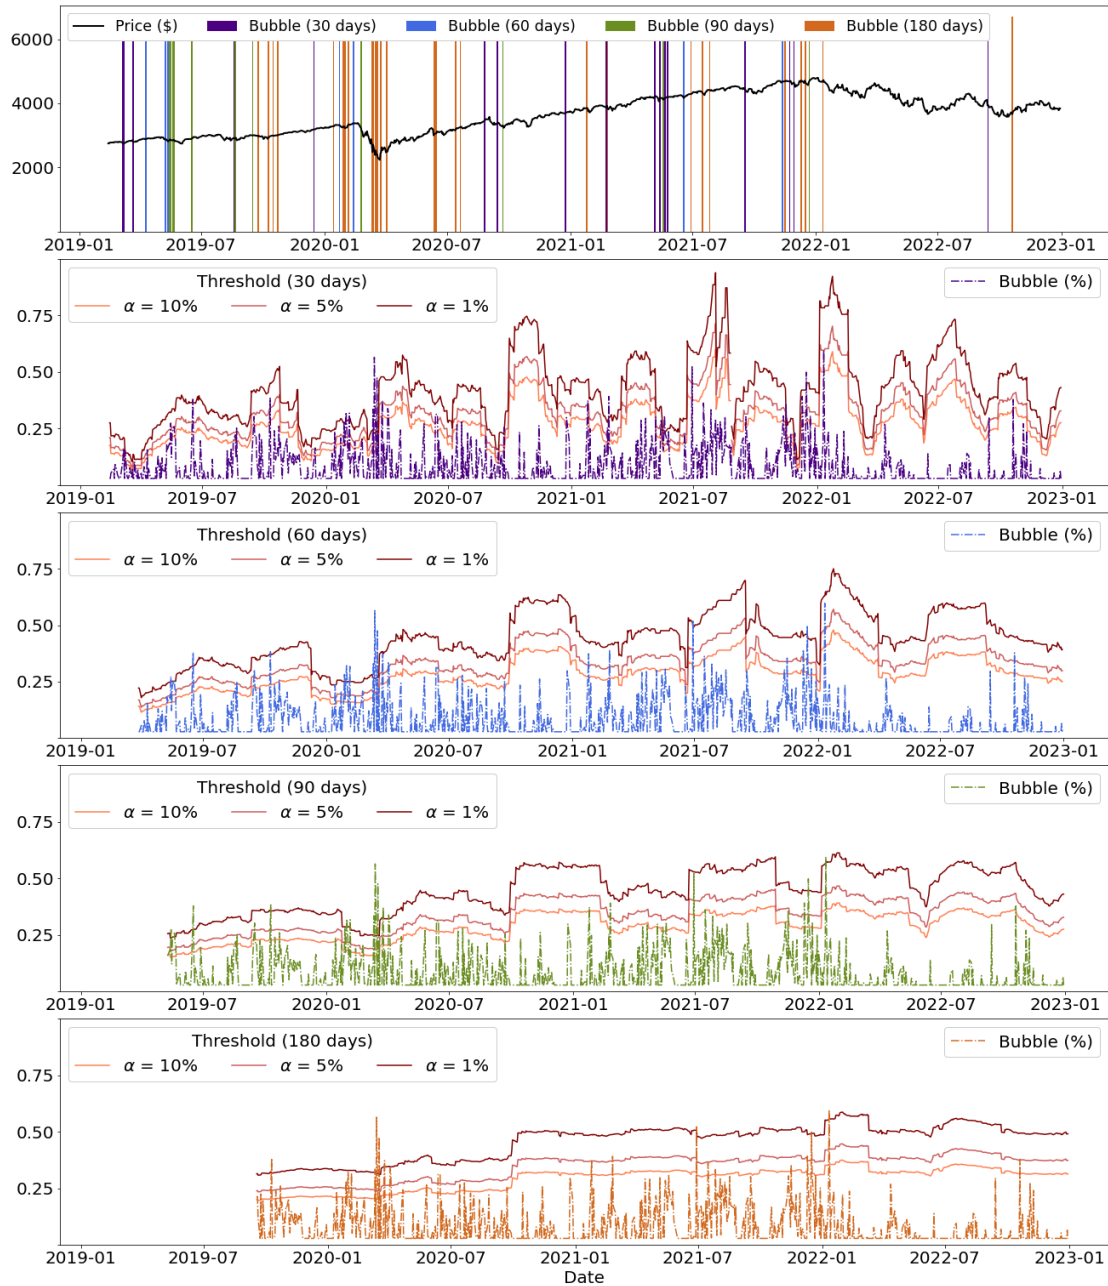 Price ($) Bubble (30 days) Bubble (60 days) Bubble (90 days) Bubble (180 days)
6000
4000
2000
2019-01 2019-07 2020-01 2020-07 2021-01 2021-07 2022-01 2022-07 2023-01
Threshold (30 days)
α = 10% α = 5% α = 1%
Bubble (%)
0.75
0.50
0.25
2019-01 2019-07 2020-01 2020-07 2021-01 2021-07 2022-01 2022-07 2023-01
Threshold (60 days)
α = 10% α = 5% α = 1%
Bubble (%)
0.75
0.50
0.25
2019-01 2019-07 2020-01 2020-07 2021-01 2021-07 2022-01 2022-07 2023-01
Threshold (90 days)
α = 10% α = 5% α = 1%
Bubble (%)
0.75
0.50
0.25
2019-01 2019-07 2020-01 2020-07 2021-01 2021-07 2022-01 2022-07 2023-01
Threshold (180 days)
α = 10% α = 5% α = 1%
Bubble (%)
0.75
0.50
0.25
2019-01 2019-07 2020-01 2020-07 2021-01 2021-07 2022-01 2022-07 2023-01
Date